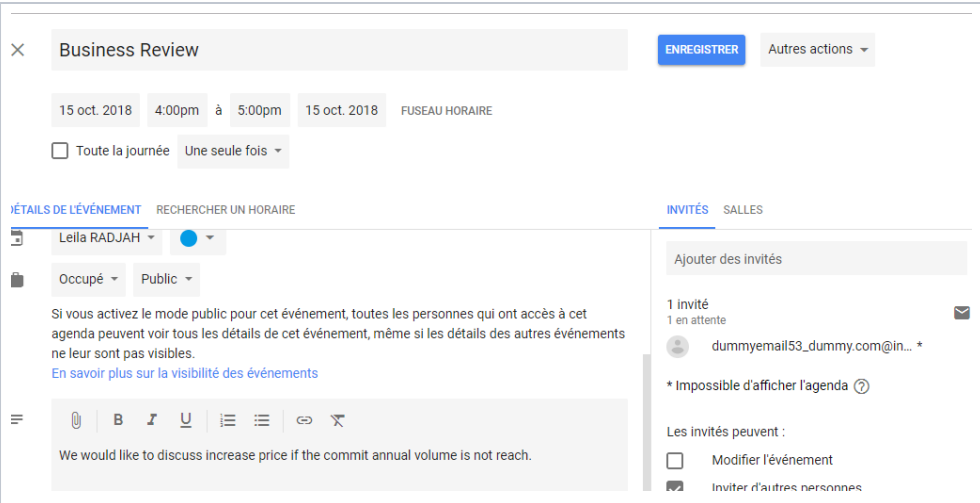 Business Review
ENREGISTRER
Autres actions
15 oct. 2018 4:00pm à 5:00pm 15 oct. 2018 FUSEAU HORAIRE
Toute la journée Une seule fois
DÉTAILS DE L'ÉVÉNEMENT RECHERCHER UN HORAIRE
Leila RADJAH
Occupé Public
Si vous activez le mode public pour cet événement, toutes les personnes qui ont accès à cet
agenda peuvent voir tous les détails de cet événement, même si les détails des autres événements
ne leur sont pas visibles.
En savoir plus sur la visibilité des événements
B I U
We would like to discuss increase price if the commit annual volume is not reach.
INVITÉS SALLES
Ajouter des invités
1 invité
1 en attente
dummyemail53_dummy.com@in... *
* Impossible d'afficher l'agenda ?
Les invités peuvent :
Modifier l'événement
Inviter d'autres personnes